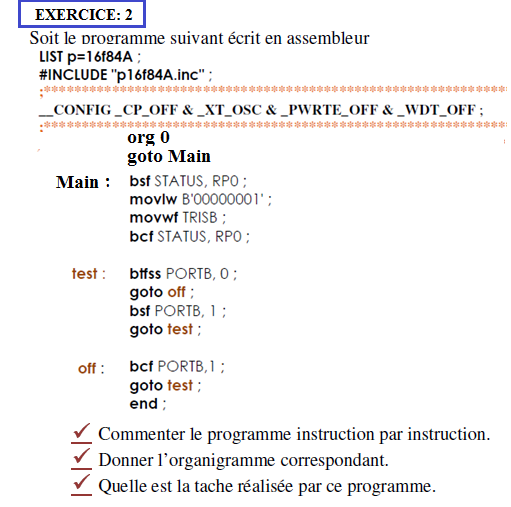 EXERCICE: 2
Soit le programme suivant écrit en assembleur
LIST p=16f84A ;
#INCLUDE "p16f84A.inc" ;
;******************************************************************
__CONFIG _CP_OFF & _XT_OSC & _PWRTE_OFF & _WDT_OFF ;
;******************************************************************
org 0
goto Main
Main : bsf STATUS, RP0 ;
movlw B'00000001' ;
movwf TRISB ;
bcf STATUS, RP0 ;
test : btfss PORTB, 0 ;
goto off ;
bsf PORTB, 1 ;
goto test ;
off : bcf PORTB,1 ;
goto test ;
end ;
✓ Commenter le programme instruction par instruction.
✓ Donner l'organigramme correspondant.
✓ Quelle est la tache réalisée par ce programme.